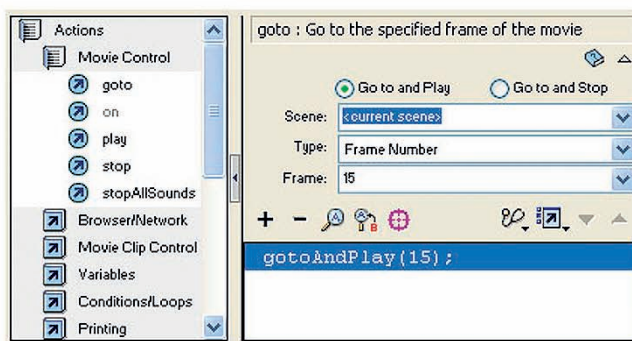 Actions
Movie Control
goto
on
play
stop
stopAllSounds
Browser/Network
Movie Clip Control
Variables
Conditions/Loops
Printing
goto : Go to the specified frame of the movie
Go to and Play Go to and Stop
Scene: <current scene>
Type: Frame Number
Frame: 15
gotoAndPlay(15);